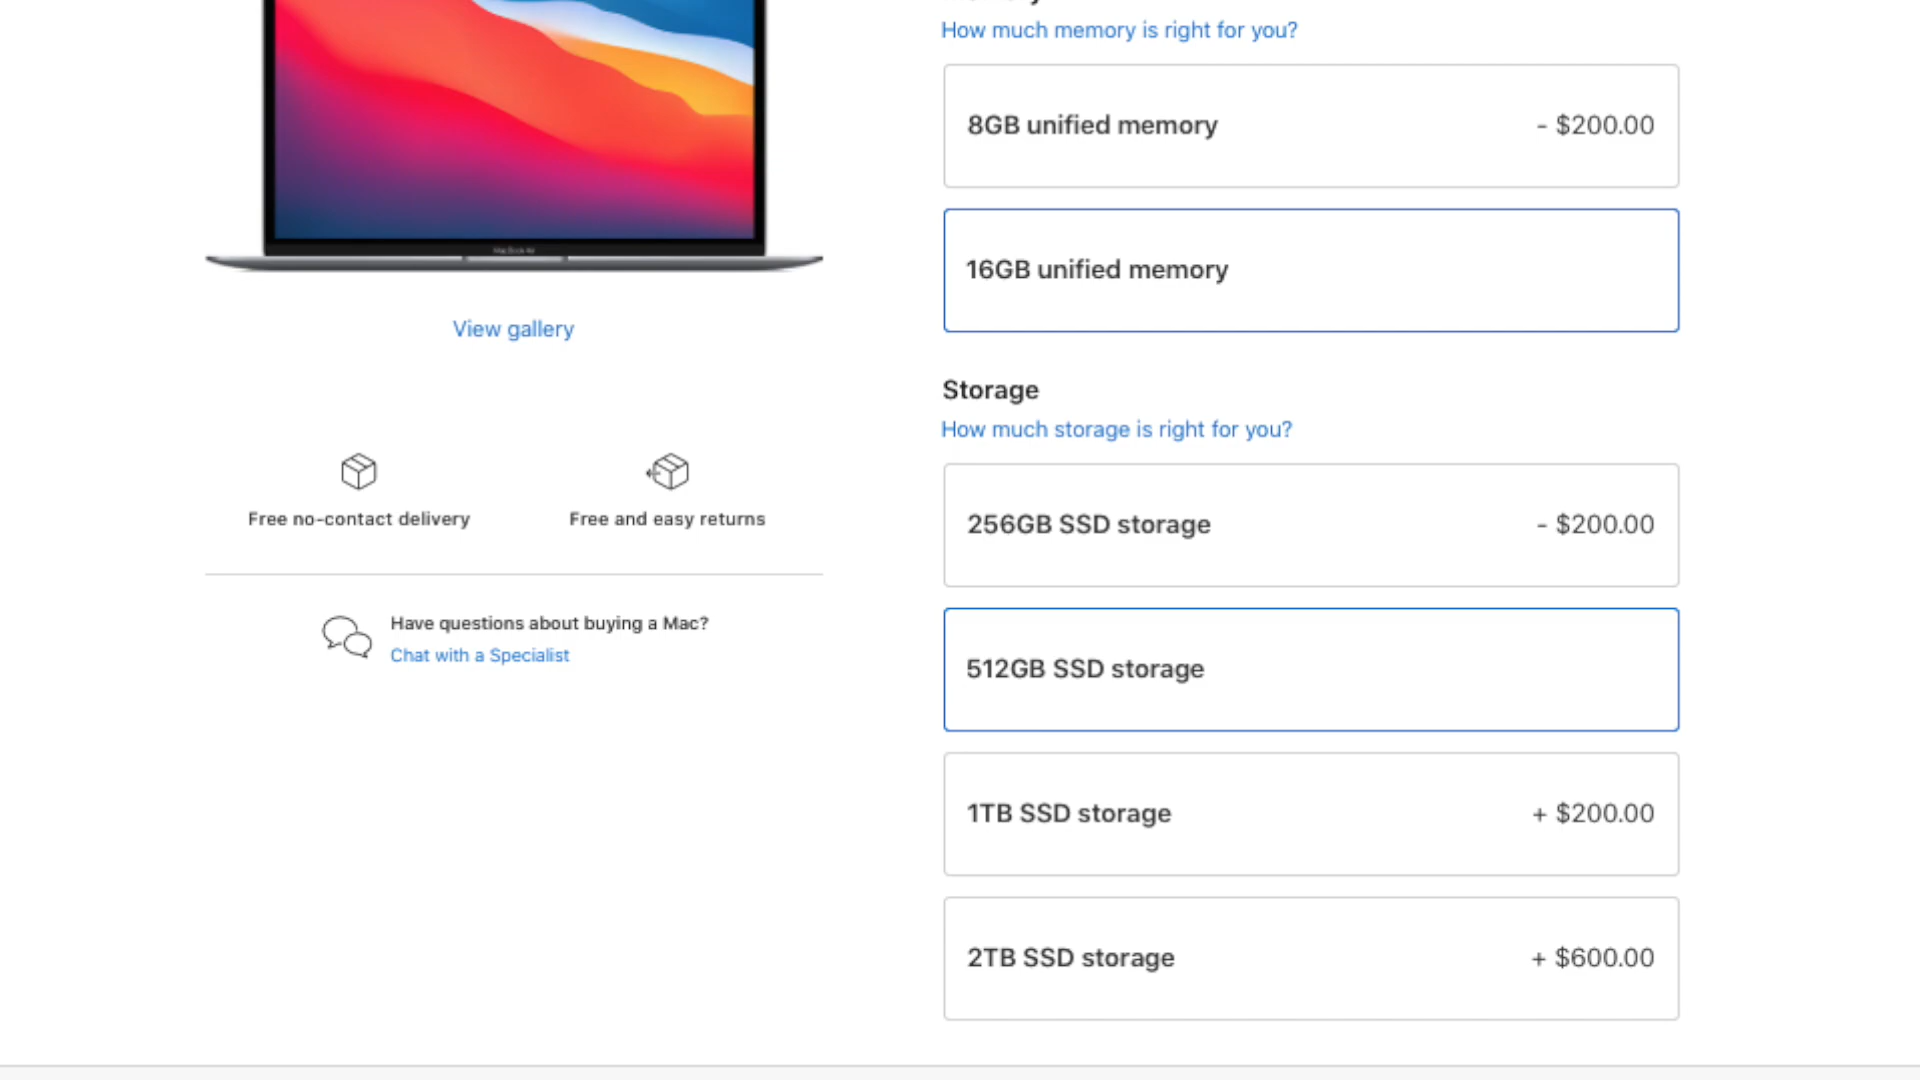 How much memory is right for you?
8GB unified memory - $200.00
16GB unified memory
View gallery
Storage
How much storage is right for you?
256GB SSD storage - $200.00
Free no-contact delivery
Free and easy returns
Have questions about buying a Mac?
Chat with a Specialist
512GB SSD storage
1TB SSD storage + $200.00
2TB SSD storage + $600.00